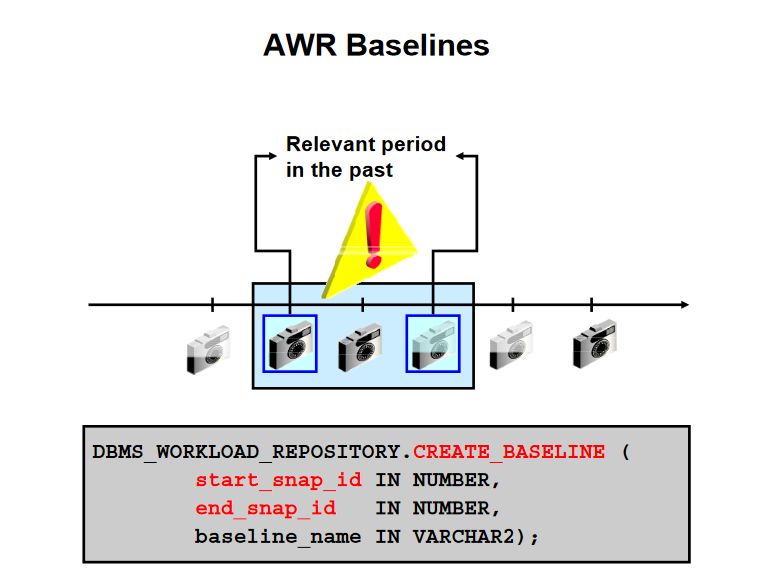 AWR Baselines
Relevant period
in the past
DBMS_WORKLOAD_REPOSITORY.CREATE_BASELINE (
start_snap_id IN NUMBER,
end_snap_id   IN NUMBER,
baseline_name IN VARCHAR2);